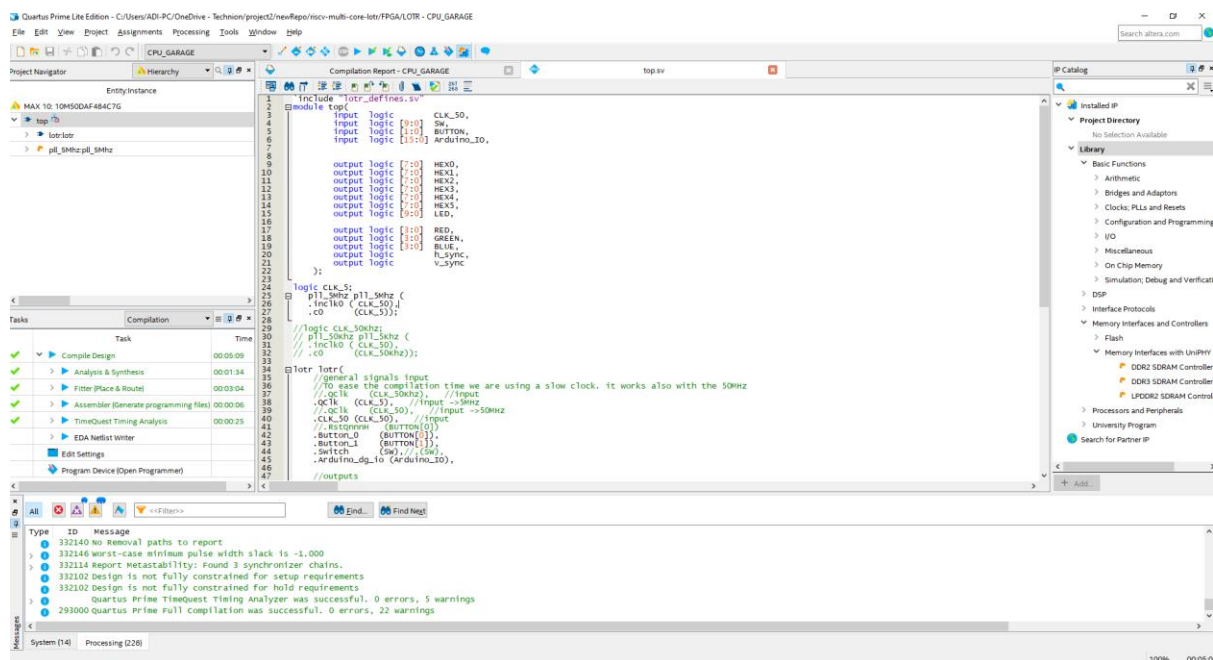 Quartus Prime Lite Edition - C:/Users/ADI-PC/OneDrive - Technion/project2/newRepo/riscv-multi-core-lotr/FPGA/LOTR - CPU_GARAGE
File Edit View Project Assignments Processing Tools Window Help
Search altera.com
CPU_GARAGE
Project Navigator
Hierarchy
Entity:Instance
MAX 10: 10M50DAF484C7G
top
lotr:lotr
pll_5Mhz:pll_5Mhz
Tasks
Compilation
Task Time
Compile Design 00:05:09
Analysis & Synthesis 00:01:34
Fitter (Place & Route) 00:03:04
Assembler (Generate programming files) 00:00:06
TimeQuest Timing Analysis 00:00:25
EDA Netlist Writer
Edit Settings
Program Device (Open Programmer)
Compilation Report - CPU_GARAGE
top.sv
1 `include "lotr_defines.sv"
2 module top(
3 input logic CLK_50,
4 input logic [9:0] SW,
5 input logic [1:0] BUTTON,
6 input logic [15:0] Arduino_IO,
7
8
9 output logic [7:0] HEX0,
10 output logic [7:0] HEX1,
11 output logic [7:0] HEX2,
12 output logic [7:0] HEX3,
13 output logic [7:0] HEX4,
14 output logic [7:0] HEX5,
15 output logic [9:0] LED,
16
17 output logic [3:0] RED,
18 output logic [3:0] GREEN,
19 output logic [3:0] BLUE,
20 output logic h_sync,
21 output logic v_sync
22 );
23
24 logic CLK_5;
25 pll_5Mhz pll_5Mhz (
26 .inclk0 ( CLK_50),
27 .c0 (CLK_5));
28
29 //logic CLK_50khz;
30 // pll_50khz pll_5khz (
31 // .inclk0 ( CLK_50),
32 // .c0 (CLK_50khz));
33
34 lotr lotr(
35 //general signals input
36 //TO ease the compilation time we are using a slow clock. it works also with the 50MHz
37 //.QClk (CLK_50khz), //input
38 .QClk (CLK_5), //input ->5MHz
39 //.QClk (CLK_50), //input ->50MHz
40 .CLK_50 (CLK_50), //input
41 //.RstQnnnH (BUTTON[0])
42 .Button_0 (BUTTON[0]),
43 .Button_1 (BUTTON[1]),
44 .Switch (SW),//.(SW),
45 .Arduino_dg_io (Arduino_IO),
46
47 //outputs
IP Catalog
Installed IP
Project Directory
No Selection Available
Library
Basic Functions
Arithmetic
Bridges and Adaptors
Clocks; PLLs and Resets
Configuration and Programming
I/O
Miscellaneous
On Chip Memory
Simulation; Debug and Verificati
DSP
Interface Protocols
Memory Interfaces and Controllers
Flash
Memory Interfaces with UniPHY
DDR2 SDRAM Controller
DDR3 SDRAM Controller
LPDDR2 SDRAM Control
Processors and Peripherals
University Program
Search for Partner IP
+ Add...
All
<<Filter>>
Find...
Find Next
Type ID Message
332140 No Removal paths to report
332146 Worst-case minimum pulse width slack is -1.000
332114 Report Metastability: Found 3 synchronizer chains.
332102 Design is not fully constrained for setup requirements
332102 Design is not fully constrained for hold requirements
Quartus Prime TimeQuest Timing Analyzer was successful. 0 errors, 5 warnings
293000 Quartus Prime Full Compilation was successful. 0 errors, 22 warnings
Messages
System (14) Processing (228)
100%